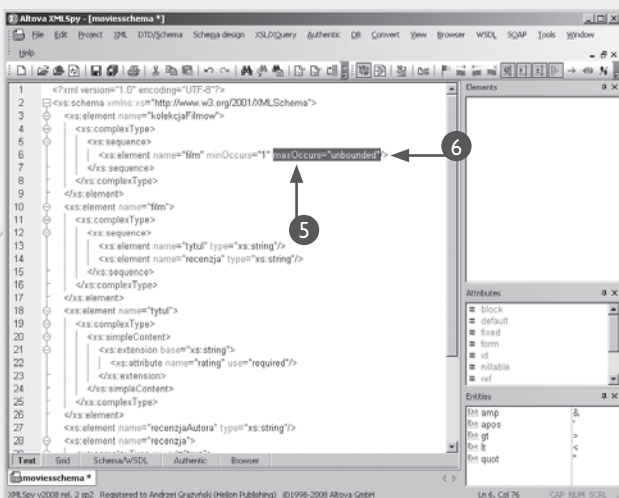 Altova XMLSpy - [moviesschema *]
File Edit Project XML DTD/Schema Schema design XSL/XQuery Authentic DB Convert View Browser WSDL SOAP Tools Window
Help
Elements
1 <?xml version="1.0" encoding="UTF-8"?>
2 <xs:schema xmlns:xs="http://www.w3.org/2001/XMLSchema">
3 <xs:element name="kolekcjaFilmow">
4 <xs:complexType>
5 <xs:sequence>
6 <xs:element name="film" minOccurs="1" maxOccurs="unbounded"/>
6
7 </xs:sequence>
8 </xs:complexType>
9 </xs:element>
10 <xs:element name="film">
11 <xs:complexType>
12 <xs:sequence>
5
13 <xs:element name="tytul" type="xs:string"/>
14 <xs:element name="recenzja" type="xs:string"/>
15 </xs:sequence>
16 </xs:complexType>
17 </xs:element>
18 <xs:element name="tytul">
19 <xs:complexType>
20 <xs:simpleContent>
21 <xs:extension base="xs:string">
22 <xs:attribute name="rating" use="required"/>
23 </xs:extension>
24 </xs:simpleContent>
25 </xs:complexType>
26 </xs:element>
27 <xs:element name="recenzjaAutora" type="xs:string"/>
28 <xs:element name="recenzja">
Attributes
block
default
fixed
form
id
nillable
ref
Entities
Ent amp &
Ent apos '
Ent gt >
Ent lt <
Ent quot "
Text Grid Schema/WSDL Authentic Browser
moviesschema *
XMLSpy v2008 rel. 2 sp2 Registered to Andrzej Grażyński (Helion Publishing) ©1998-2008 Altova GmbH Ln 6, Col 76 CAP NUM SCRL